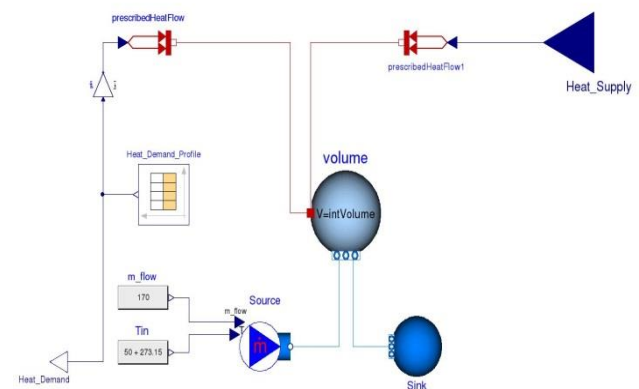 prescribedHeatFlow
prescribedHeatFlow1
Heat_Supply
Heat_Demand_Profile
volume
V=intVolume
m_flow
170
m_flow
Source
Tin
50 + 273.15
T
ṁ
Heat_Demand
Sink